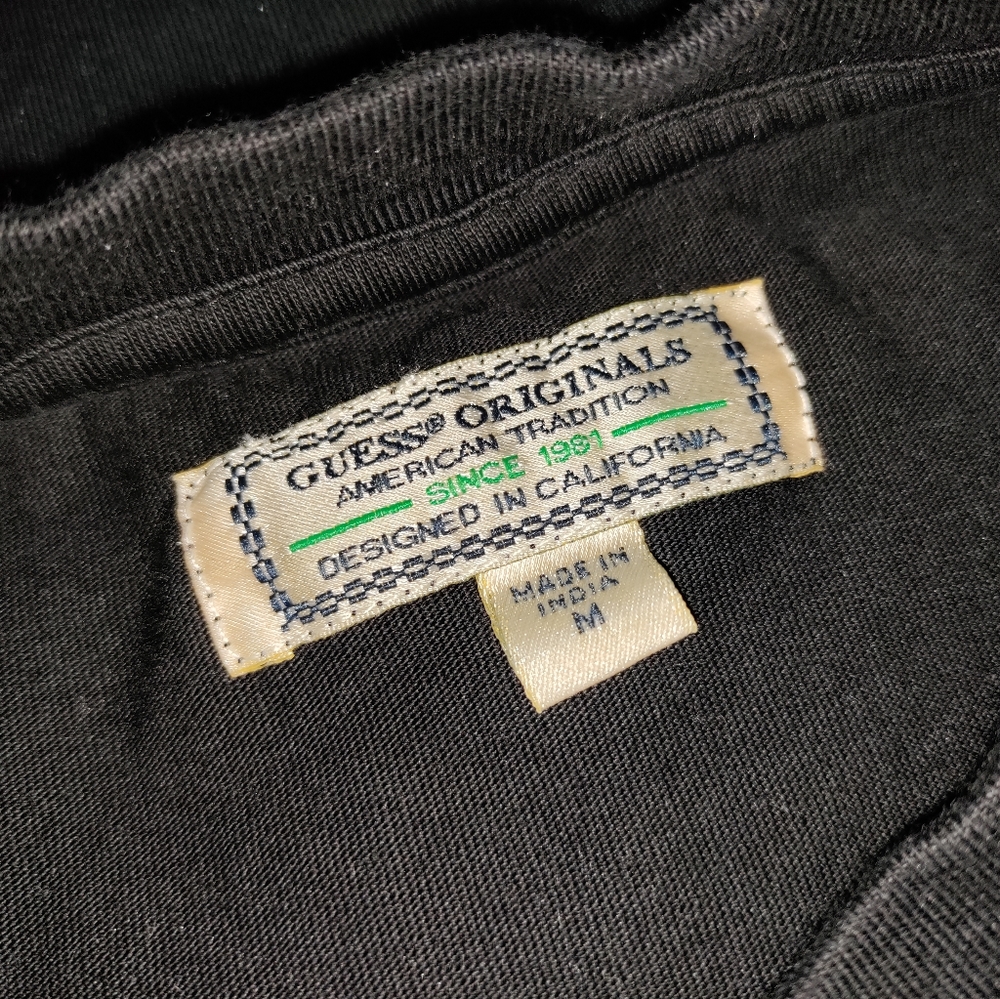 GUESS® ORIGINALS
AMERICAN TRADITION
SINCE 1981
DESIGNED IN CALIFORNIA
MADE IN
INDIA
M